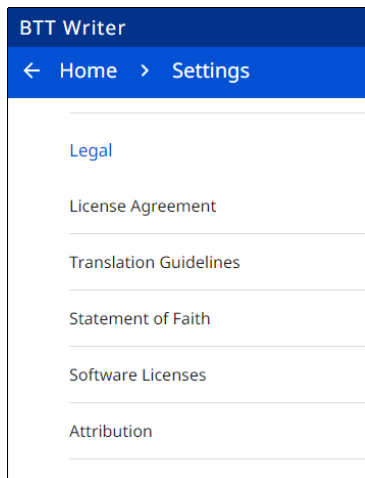 BTT Writer
← Home > Settings
Legal
License Agreement
Translation Guidelines
Statement of Faith
Software Licenses
Attribution